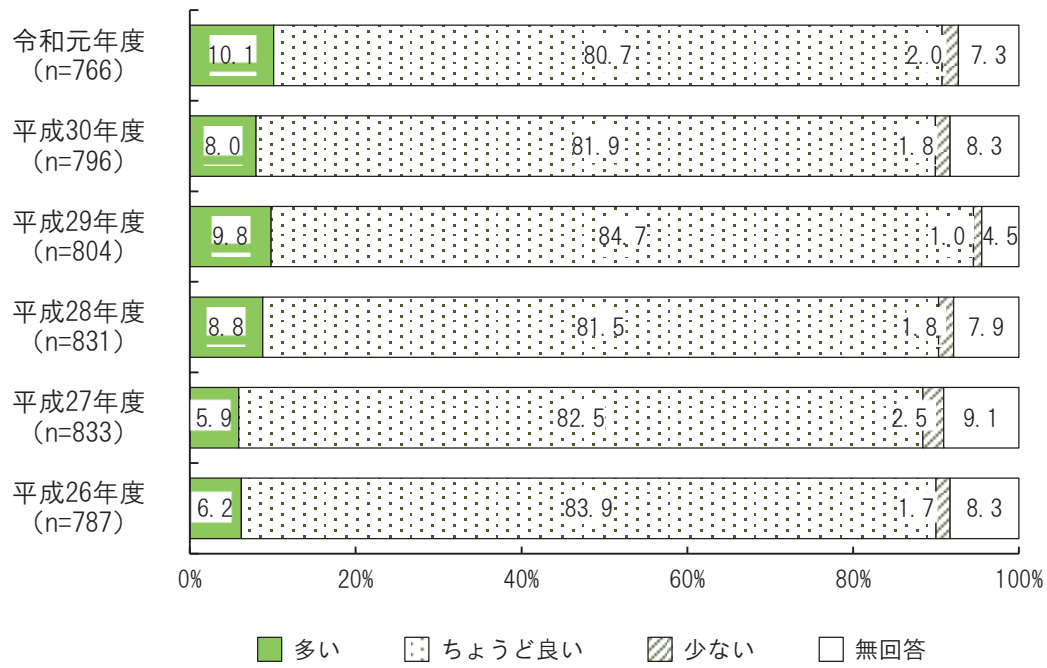 令和元年度
(n=766)
10.1 80.7 2.0 7.3
平成30年度
(n=796)
8.0 81.9 1.8 8.3
平成29年度
(n=804)
9.8 84.7 1.0 4.5
平成28年度
(n=831)
8.8 81.5 1.8 7.9
平成27年度
(n=833)
5.9 82.5 2.5 9.1
平成26年度
(n=787)
6.2 83.9 1.7 8.3
0% 20% 40% 60% 80% 100%
多い ちょうど良い 少ない 無回答